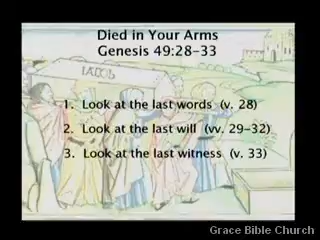 Died in Your Arms
Genesis 49:28-33
IACOB
1. Look at the last words (v. 28)
2. Look at the last will (vv. 29-32)
3. Look at the last witness (v. 33)
Grace Bible Church